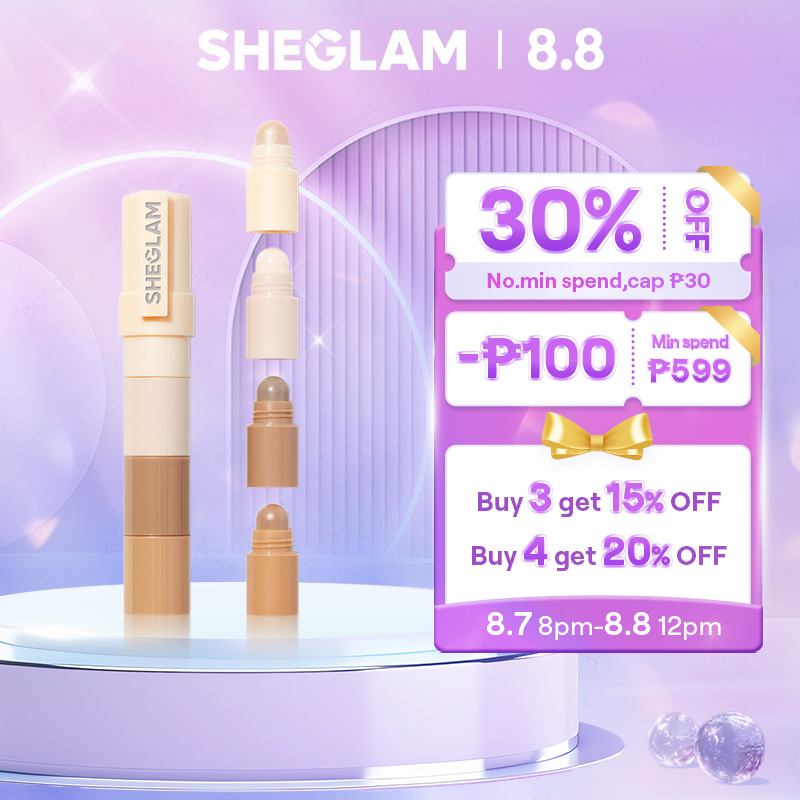 SHEGLAM | 8.8
SHEGLAM
30% OFF
No.min spend,cap ₱30
-₱100
Min spend
₱599
Buy 3 get 15% OFF
Buy 4 get 20% OFF
8.7 8pm-8.8 12pm